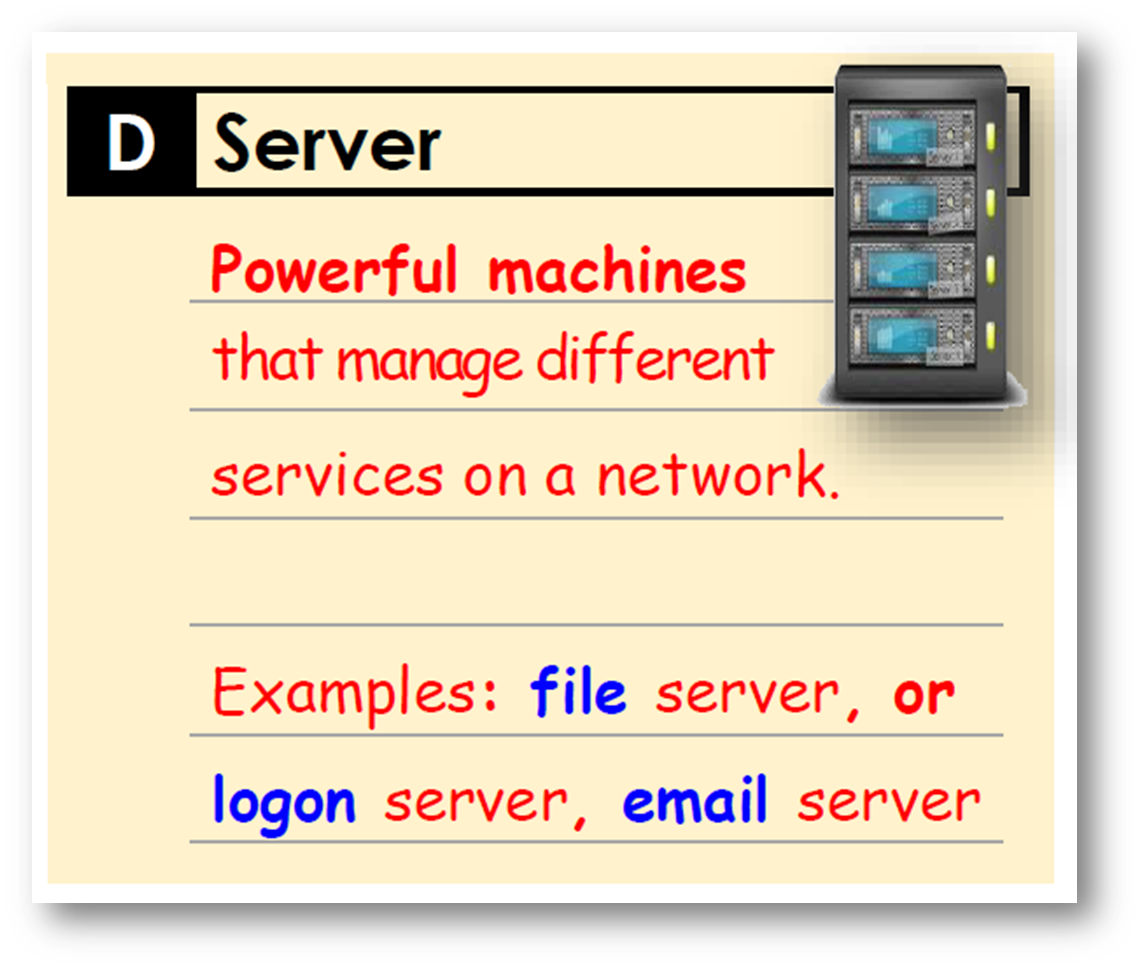 D Server
Powerful machines
that manage different
services on a network.
Examples: file server, or
logon server, email server